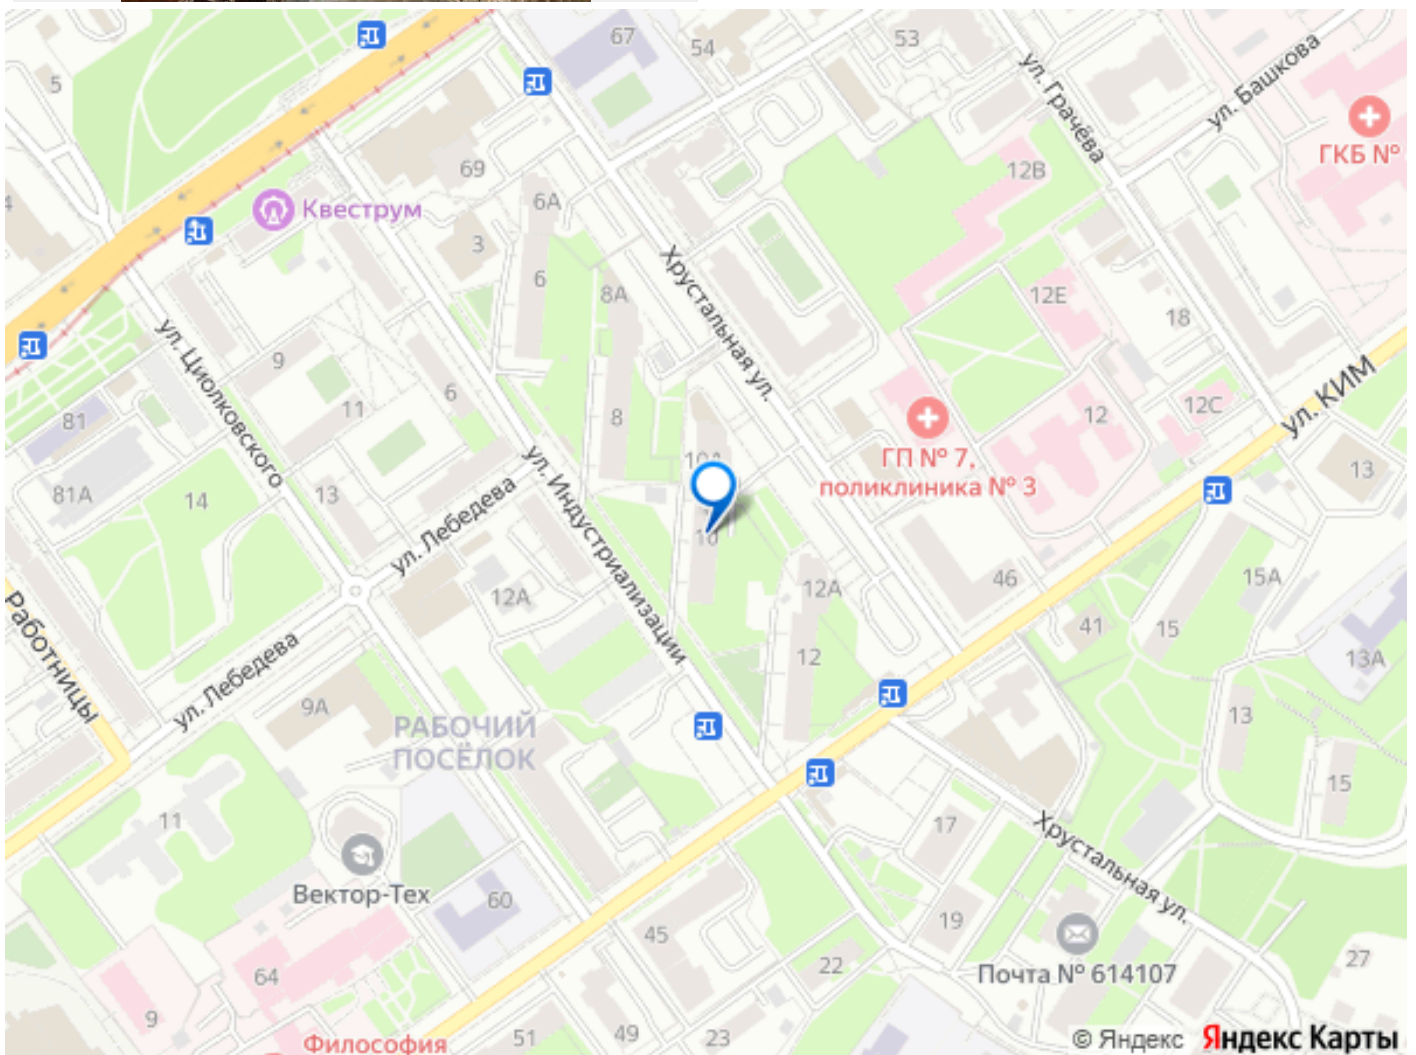 67
54
53
5
ул. Грачёва
ул. Башкова
ГКБ №
69
12В
6А
Квеструм
3
6
8А
12Е
18
Хрустальная ул.
ул. Циолковского
9
6
11
8
12
12С
ул. КИМ
81
10А
ГП № 7,
поликлиника № 3
13
81А
14
13
ул. Лебедева
ул. Индустриализации
10
46
15А
12А
12А
Работницы
ул. Лебедева
41
15
12
13А
9А
РАБОЧИЙ
ПОСЁЛОК
13
15
11
17
Хрустальная ул.
Вектор-Тех
60
19
45
22
27
Почта № 614107
64
9
Философия
51
49
23
© Яндекс Яндекс Карты